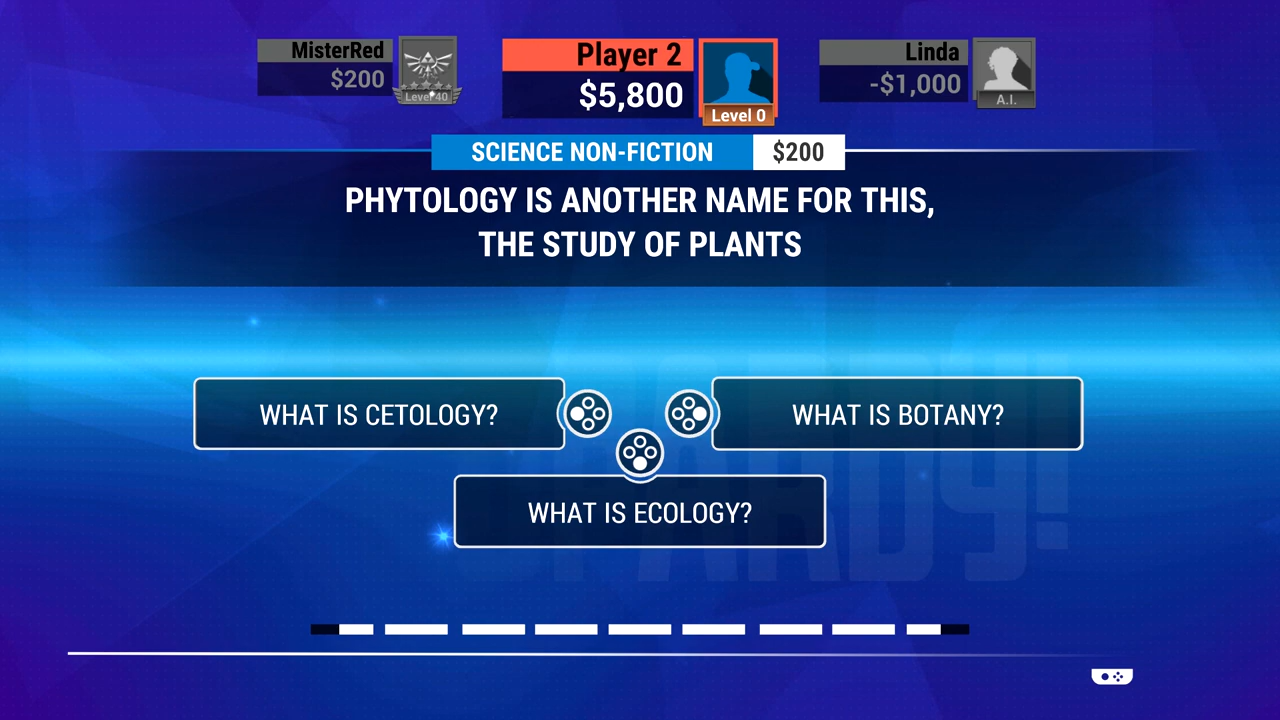 MisterRed
$200
Level 40
Player 2
$5,800
Level 0
Linda
-$1,000
A.I.
SCIENCE NON-FICTION $200
PHYTOLOGY IS ANOTHER NAME FOR THIS,
THE STUDY OF PLANTS
WHAT IS CETOLOGY?
WHAT IS BOTANY?
WHAT IS ECOLOGY?